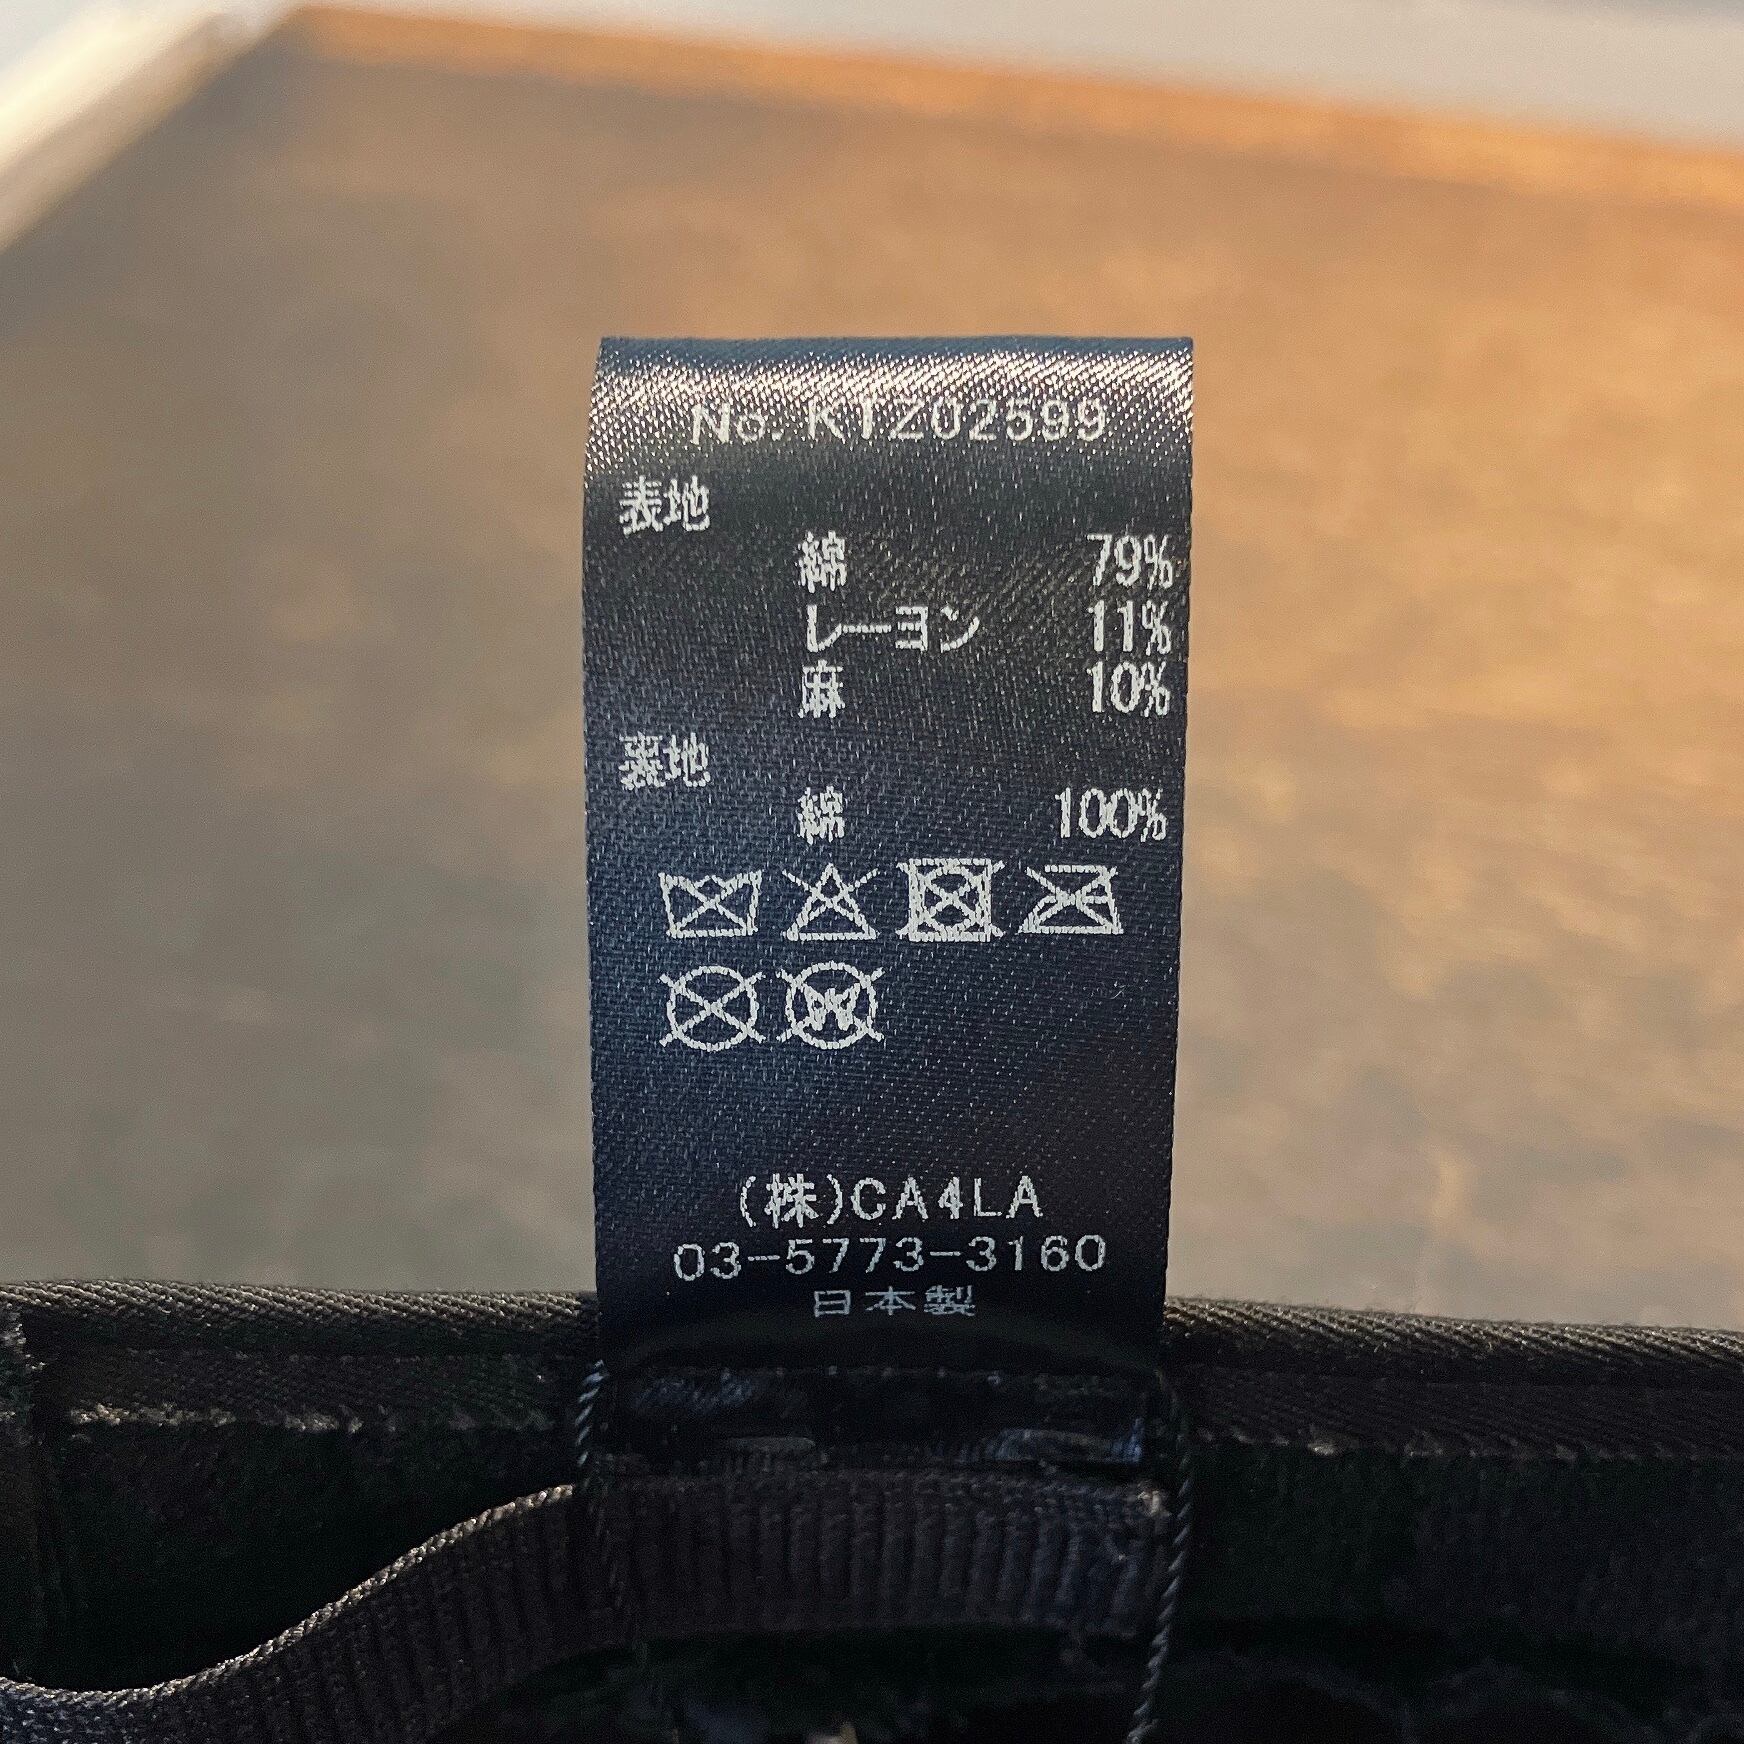 No. KTZ02599
表地
綿 79%
レーヨン 11%
麻 10%
裏地
綿 100%
(株)CA4LA
03-5773-3160
日本製